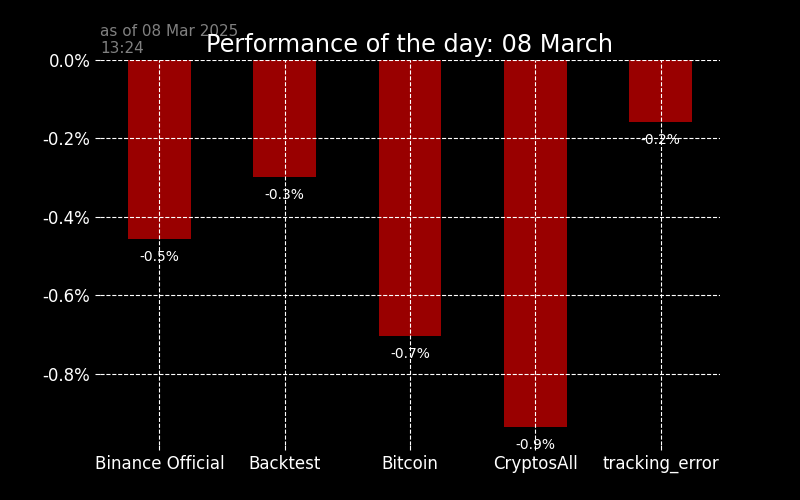 as of 08 Mar 2025
13:24
Performance of the day: 08 March
0.0%
-0.2%
-0.4%
-0.6%
-0.8%
-0.5%
-0.3%
-0.7%
-0.9%
-0.2%
Binance Official
Backtest
Bitcoin
CryptosAll
tracking_error